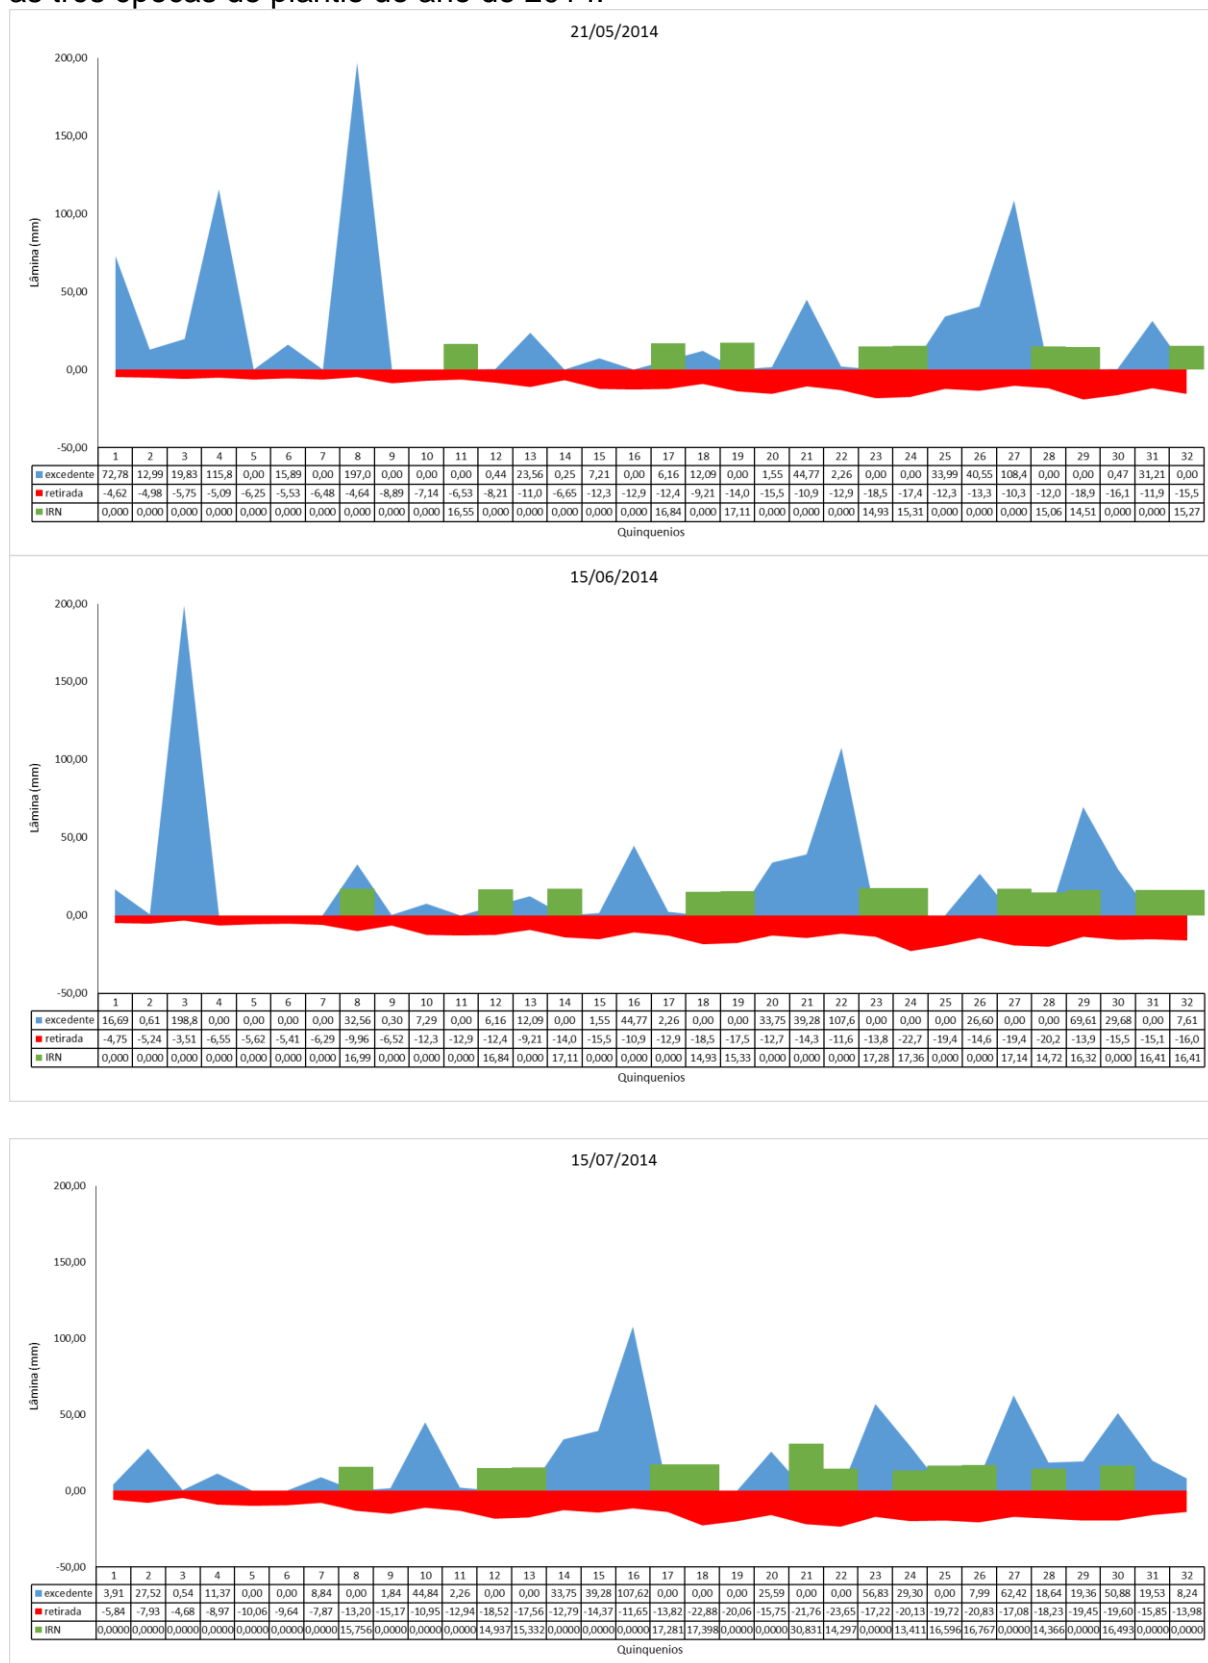 as três épocas de plantio do ano de 2014.
21/05/2014
200,00
150,00
100,00
50,00
0,00
-50,00
Lâmina (mm)
1 2 3 4 5 6 7 8 9 10 11 12 13 14 15 16 17 18 19 20 21 22 23 24 25 26 27 28 29 30 31 32
excedente 72,78 12,99 19,83 115,8 0,00 15,89 0,00 197,0 0,00 0,00 0,00 0,44 23,56 0,25 7,21 0,00 6,16 12,09 0,00 1,55 44,77 2,26 0,00 0,00 33,99 40,55 108,4 0,00 0,00 0,47 31,21 0,00
retirada -4,62 -4,98 -5,75 -5,09 -6,25 -5,53 -6,48 -4,64 -8,89 -7,14 -6,53 -8,21 -11,0 -6,65 -12,3 -12,9 -12,4 -9,21 -14,0 -15,5 -10,9 -12,9 -18,5 -17,4 -12,3 -13,3 -10,3 -12,0 -18,9 -16,1 -11,9 -15,5
IRN 0,000 0,000 0,000 0,000 0,000 0,000 0,000 0,000 0,000 0,000 16,55 0,000 0,000 0,000 0,000 0,000 16,84 0,000 17,11 0,000 0,000 0,000 14,93 15,31 0,000 0,000 0,000 15,06 14,51 0,000 0,000 15,27
Quinquenios
15/06/2014
200,00
150,00
100,00
50,00
0,00
-50,00
Lâmina (mm)
1 2 3 4 5 6 7 8 9 10 11 12 13 14 15 16 17 18 19 20 21 22 23 24 25 26 27 28 29 30 31 32
excedente 16,69 0,61 198,8 0,00 0,00 0,00 0,00 32,56 0,30 7,29 0,00 6,16 12,09 0,00 1,55 44,77 2,26 0,00 0,00 33,75 39,28 107,6 0,00 0,00 0,00 26,60 0,00 0,00 69,61 29,68 0,00 7,61
retirada -4,75 -5,24 -3,51 -6,55 -5,62 -5,41 -6,29 -9,96 -6,52 -12,3 -12,9 -12,4 -9,21 -14,0 -15,5 -10,9 -12,9 -18,5 -17,5 -12,7 -14,3 -11,6 -13,8 -22,7 -19,4 -14,6 -19,4 -20,2 -13,9 -15,5 -15,1 -16,0
IRN 0,000 0,000 0,000 0,000 0,000 0,000 0,000 16,99 0,000 0,000 0,000 16,84 0,000 17,11 0,000 0,000 0,000 14,93 15,33 0,000 0,000 0,000 17,28 17,36 0,000 0,000 17,14 14,72 16,32 0,000 16,41 16,41
Quinquenios
15/07/2014
200,00
150,00
100,00
50,00
0,00
-50,00
Lâmina (mm)
1 2 3 4 5 6 7 8 9 10 11 12 13 14 15 16 17 18 19 20 21 22 23 24 25 26 27 28 29 30 31 32
excedente 3,91 27,52 0,54 11,37 0,00 0,00 8,84 0,00 1,84 44,84 2,26 0,00 0,00 33,75 39,28 107,62 0,00 0,00 0,00 25,59 0,00 0,00 56,83 29,30 0,00 7,99 62,42 18,64 19,36 50,88 19,53 8,24
retirada -5,84 -7,93 -4,68 -8,97 -10,06 -9,64 -7,87 -13,20 -15,17 -10,95 -12,94 -18,52 -17,56 -12,79 -14,37 -11,65 -13,82 -22,88 -20,06 -15,75 -21,76 -23,65 -17,22 -20,13 -19,72 -20,83 -17,08 -18,23 -19,45 -19,60 -15,85 -13,98
IRN 0,0000 0,0000 0,0000 0,0000 0,0000 0,0000 0,0000 15,756 0,0000 0,0000 0,0000 14,937 15,332 0,0000 0,0000 0,0000 17,281 17,398 0,0000 0,0000 30,831 14,297 0,0000 13,411 16,596 16,767 0,0000 14,366 0,0000 16,493 0,0000 0,0000
Quinquenios